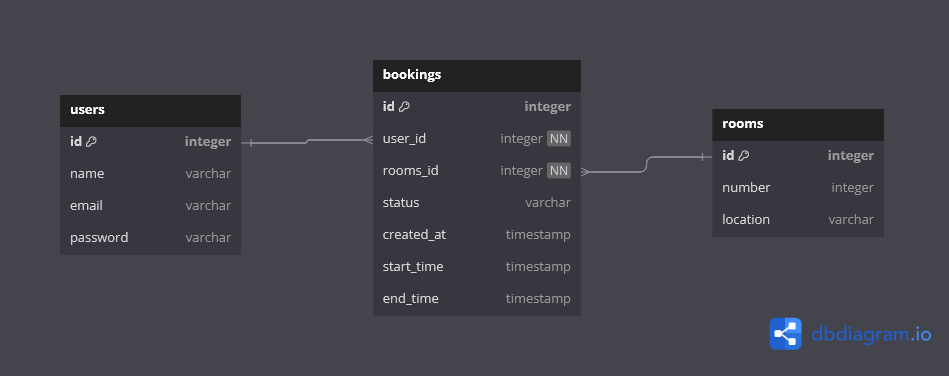 users
id integer
name varchar
email varchar
password varchar
bookings
id integer
user_id integer NN
rooms_id integer NN
status varchar
created_at timestamp
start_time timestamp
end_time timestamp
rooms
id integer
number integer
location varchar
dbdiagram.io